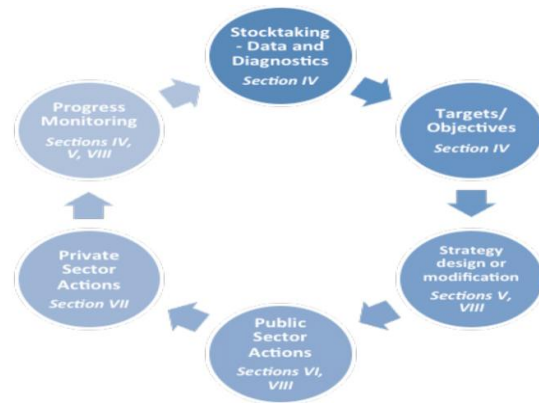 Stocktaking
- Data and
Diagnostics
Section IV
Targets/
Objectives
Section IV
Strategy
design or
modification
Sections V,
VIII
Public
Sector
Actions
Sections VI,
VIII
Private
Sector
Actions
Section VII
Progress
Monitoring
Sections IV,
V, VIII